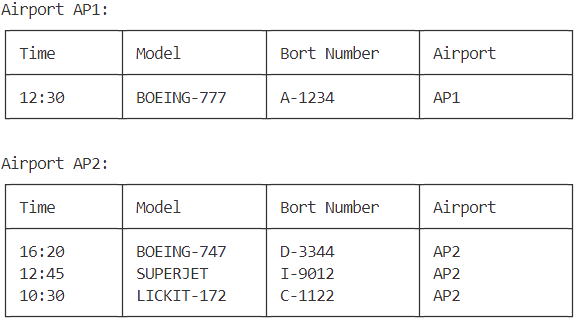 Airport AP1:
Time Model Bort Number Airport
12:30 BOEING-777 A-1234 AP1
Airport AP2:
Time Model Bort Number Airport
16:20 BOEING-747 D-3344 AP2
12:45 SUPERJET I-9012 AP2
10:30 LICKIT-172 C-1122 AP2